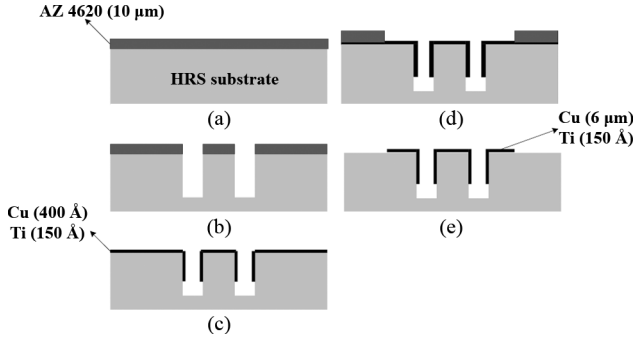 AZ 4620 (10 μm)
HRS substrate
(a)
(b)
Cu (400 Å)
Ti (150 Å)
(c)
(d)
Cu (6 μm)
Ti (150 Å)
(e)